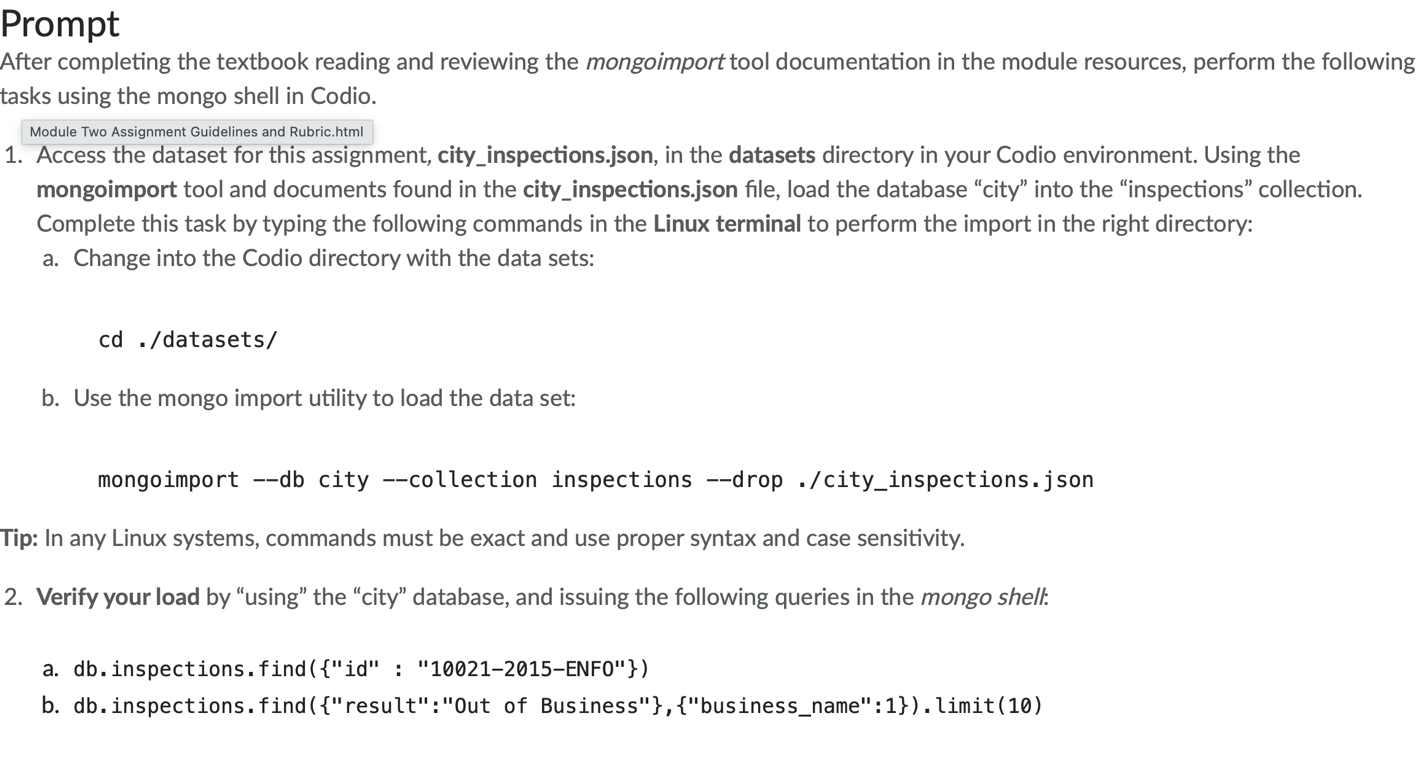 Prompt
After completing the textbook reading and reviewing the mongoimport tool documentation in the module resources, perform the following
tasks using the mongo shell in Codio.
Module Two Assignment Guidelines and Rubric.html
1. Access the dataset for this assignment, city_inspections.json, in the datasets directory in your Codio environment. Using the
mongoimport tool and documents found in the city_inspections.json file, load the database “city” into the “inspections” collection.
Complete this task by typing the following commands in the Linux terminal to perform the import in the right directory:
a. Change into the Codio directory with the data sets:
cd ./datasets/
b. Use the mongo import utility to load the data set:
mongoimport --db city --collection inspections --drop ./city_inspections.json
Tip: In any Linux systems, commands must be exact and use proper syntax and case sensitivity.
2. Verify your load by “using” the “city” database, and issuing the following queries in the mongo shell:
a. db.inspections.find({"id" : "10021-2015-ENFO"})
b. db.inspections.find({"result":"Out of Business"},{"business_name":1}).limit(10)